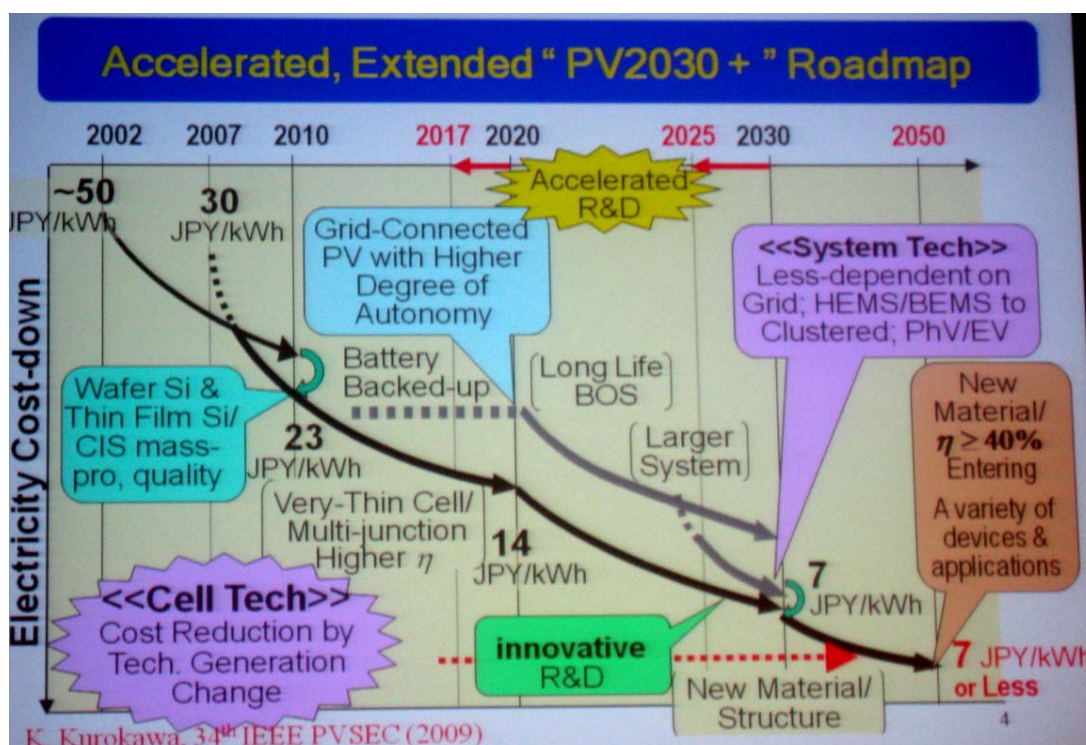 Accelerated, Extended “ PV2030 + ” Roadmap
2002 2007 2010 2017 2020 2025 2030 2050
Accelerated
R&D
~50
JPY/kWh
30
JPY/kWh
Grid-Connected
PV with Higher
Degree of
Autonomy
<<System Tech>>
Less-dependent on
Grid; HEMS/BEMS to
Clustered; PhV/EV
Battery
Backed-up
Long Life
BOS
Wafer Si &
Thin Film Si/
CIS mass-
pro, quality
New
Material/
η ≥ 40%
Entering
A variety of
devices &
applications
Larger
System
23
JPY/kWh
Very-Thin Cell/
Multi-junction
Higher η
14
JPY/kWh
7
JPY/kWh
<<Cell Tech>>
Cost Reduction by
Tech. Generation
Change
innovative
R&D
New Material/
Structure
7 JPY/kWh
or Less
Electricity Cost-down
4
K. Kurokawa, 34th IEEE PVSEC (2009)